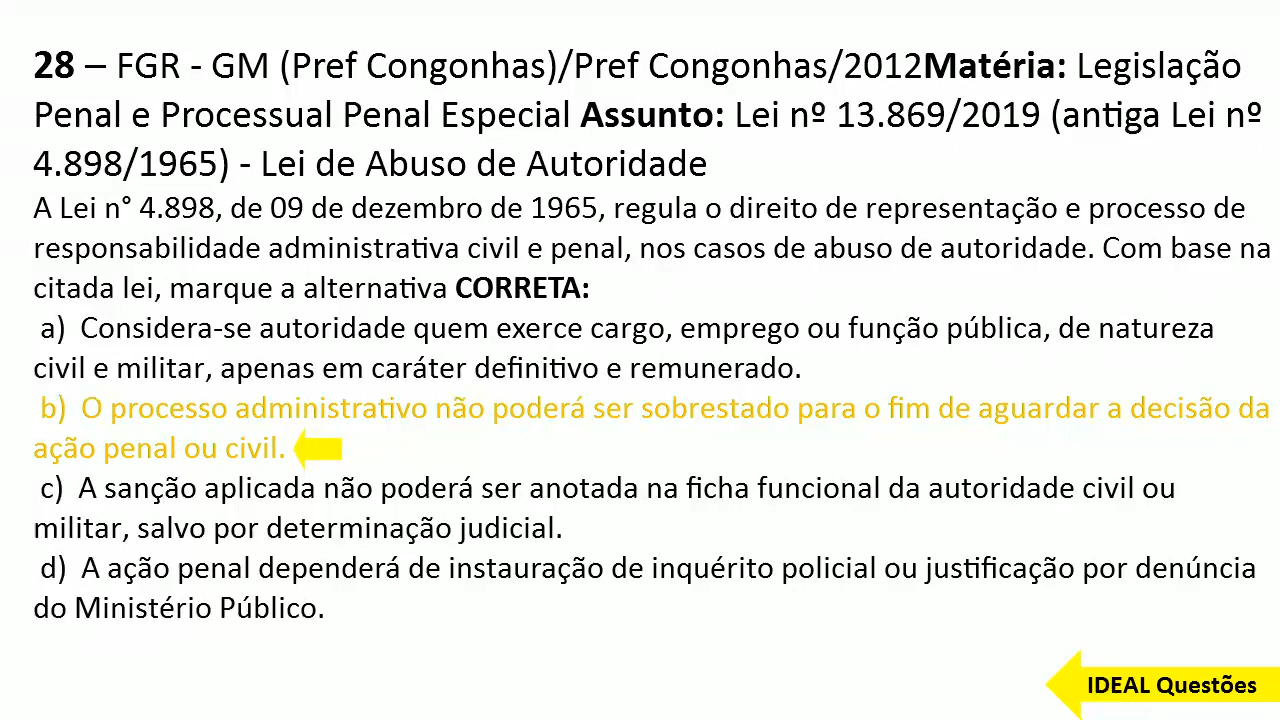 28 – FGR - GM (Pref Congonhas)/Pref Congonhas/2012Matéria: Legislação
Penal e Processual Penal Especial Assunto: Lei nº 13.869/2019 (antiga Lei nº
4.898/1965) - Lei de Abuso de Autoridade
A Lei n° 4.898, de 09 de dezembro de 1965, regula o direito de representação e processo de
responsabilidade administrativa civil e penal, nos casos de abuso de autoridade. Com base na
citada lei, marque a alternativa CORRETA:
a) Considera-se autoridade quem exerce cargo, emprego ou função pública, de natureza
civil e militar, apenas em caráter definitivo e remunerado.
b) O processo administrativo não poderá ser sobrestado para o fim de aguardar a decisão da
ação penal ou civil.
c) A sanção aplicada não poderá ser anotada na ficha funcional da autoridade civil ou
militar, salvo por determinação judicial.
d) A ação penal dependerá de instauração de inquérito policial ou justificação por denúncia
do Ministério Público.
IDEAL Questões